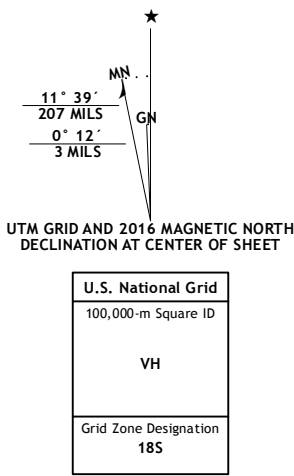 ★
MN
11° 39´
207 MILS
GN
0° 12´
3 MILS
UTM GRID AND 2016 MAGNETIC NORTH
DECLINATION AT CENTER OF SHEET
U.S. National Grid
100,000-m Square ID
VH
Grid Zone Designation
18S